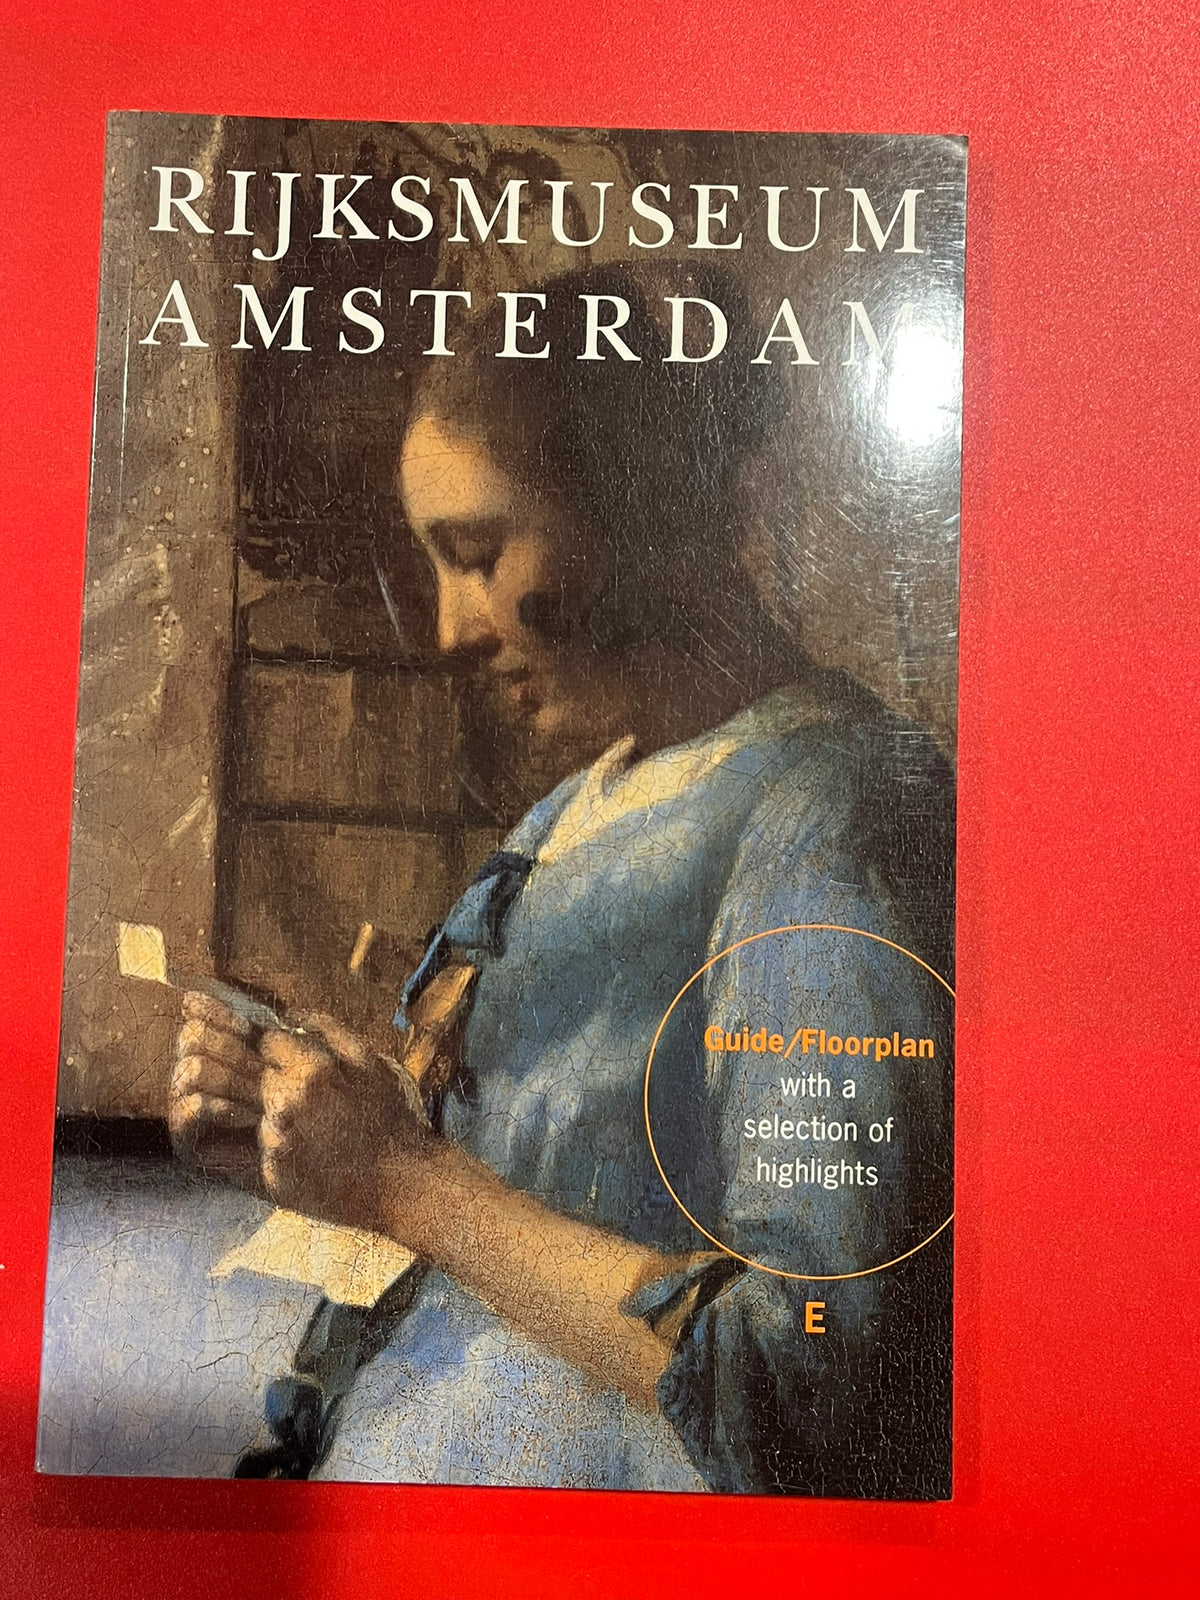 RIJKSMUSEUM
AMSTERDAM
Guide/Floorplan
with a
selection of
highlights
E